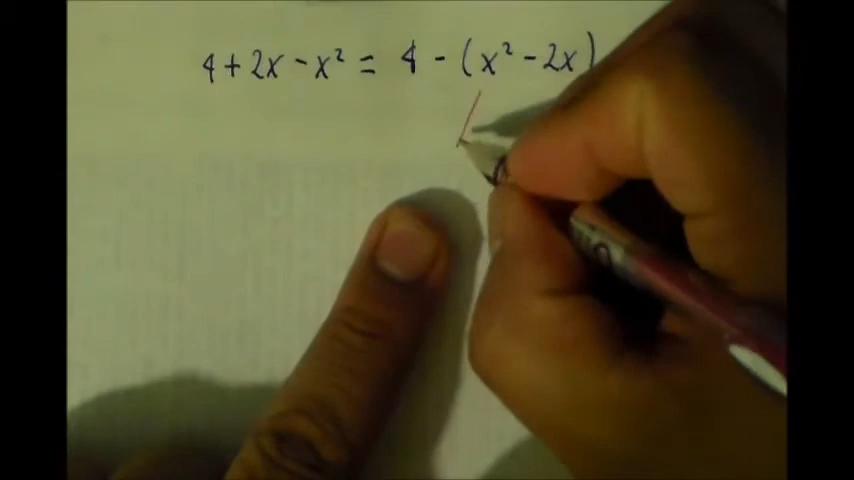 4 + 2x - x² = 4 - (x² - 2x)